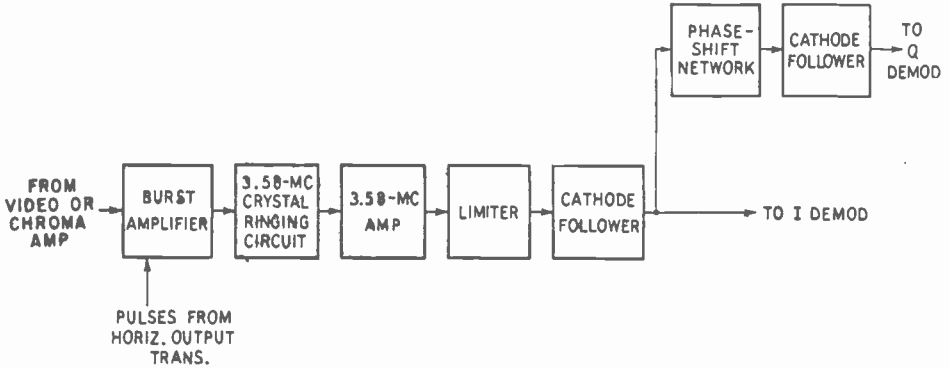 FROM
VIDEO OR
CHROMA
AMP
BURST
AMPLIFIER
PULSES FROM
HORIZ. OUTPUT
TRANS.
3.58-MC
CRYSTAL
RINGING
CIRCUIT
3.58-MC
AMP
LIMITER
CATHODE
FOLLOWER
TO I DEMOD
PHASE-
SHIFT
NETWORK
CATHODE
FOLLOWER
TO
Q
DEMOD